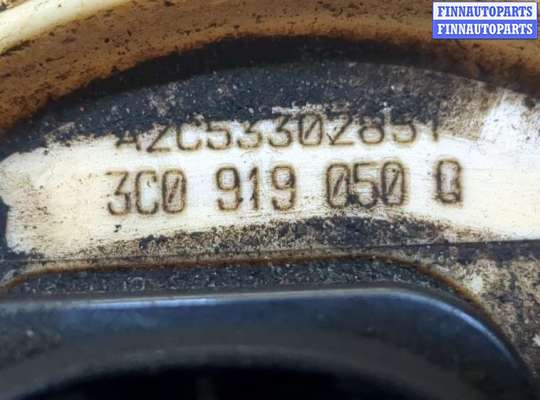 FINNAUTOPARTS
FINNAUTOPARTS
A2C53302851
3C0 919 050 Q